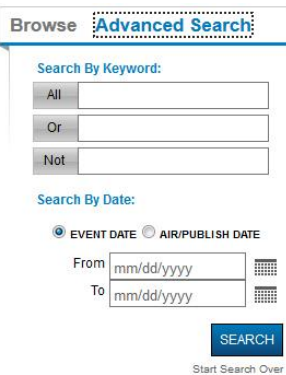 Browse Advanced Search
Search By Keyword:
All
Or
Not
Search By Date:
EVENT DATE AIR/PUBLISH DATE
From mm/dd/yyyy
To mm/dd/yyyy
SEARCH
Start Search Over